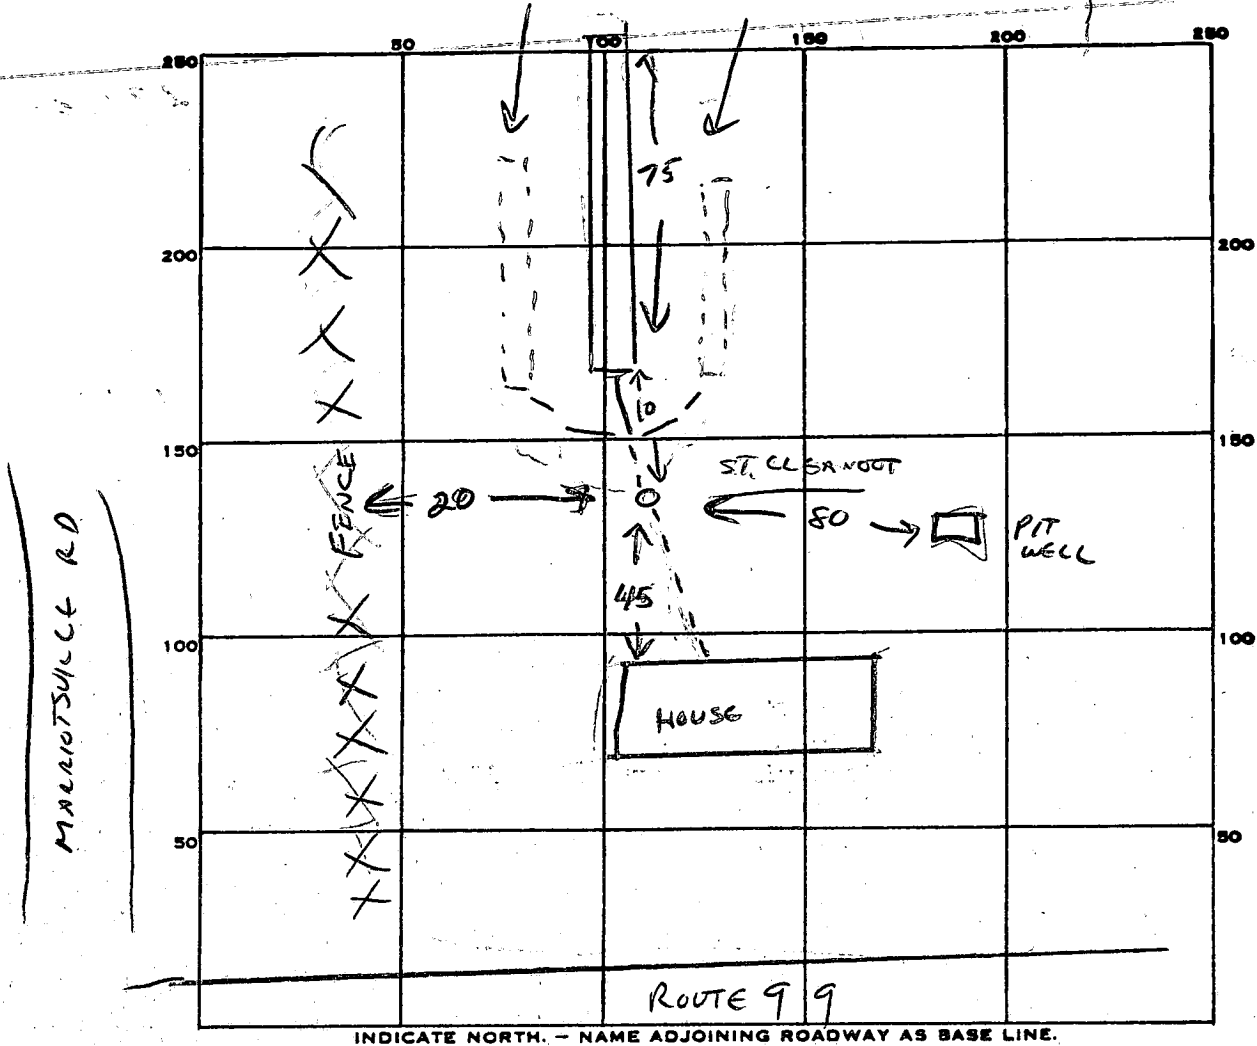 50 100 150 200 250
250
75
200 200
10
150 150
ST. CLEANOUT
FENCE
20
80
PIT
WELL
MARRIOTSVILLE RD
45
100 100
HOUSE
50 50
ROUTE 99
INDICATE NORTH. — NAME ADJOINING ROADWAY AS BASE LINE.